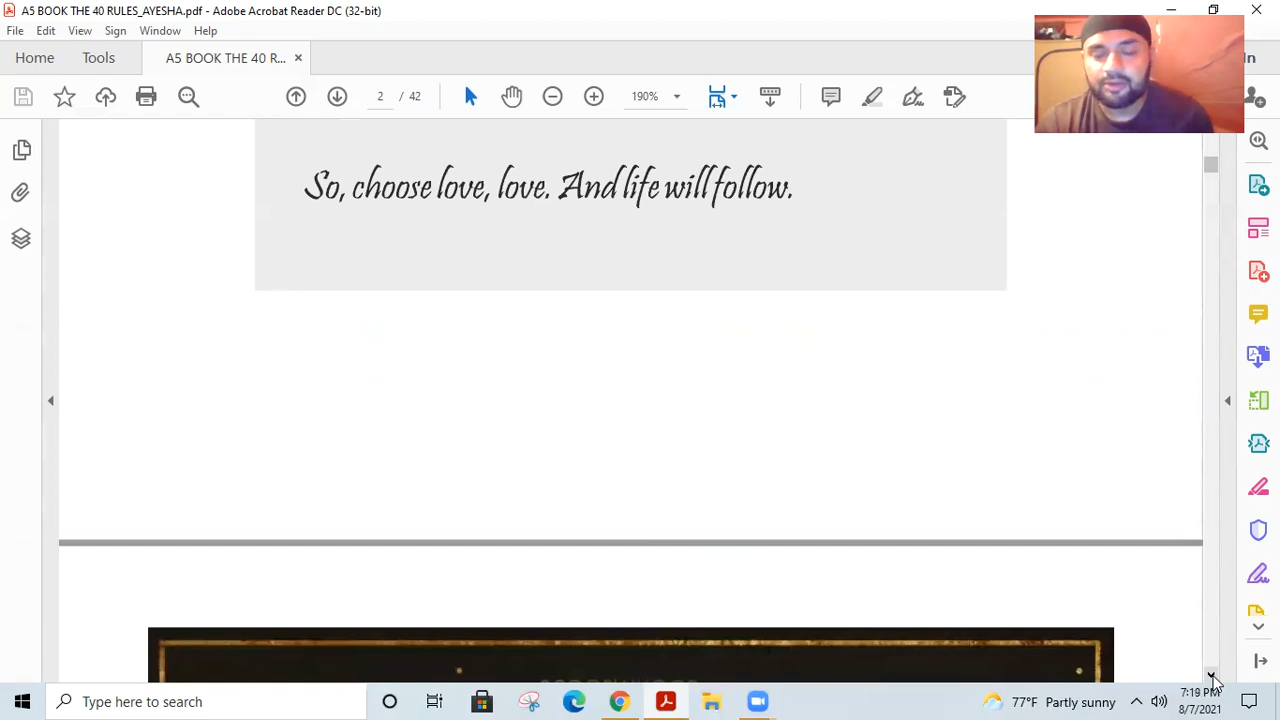 A5 BOOK THE 40 RULES_AYESHA.pdf - Adobe Acrobat Reader DC (32-bit)
File Edit View Sign Window Help
Home Tools A5 BOOK THE 40 R... In
2 / 42 190%
So, choose love, love. And life will follow.
Type here to search
77°F Partly sunny
7:19 PM
8/7/2021